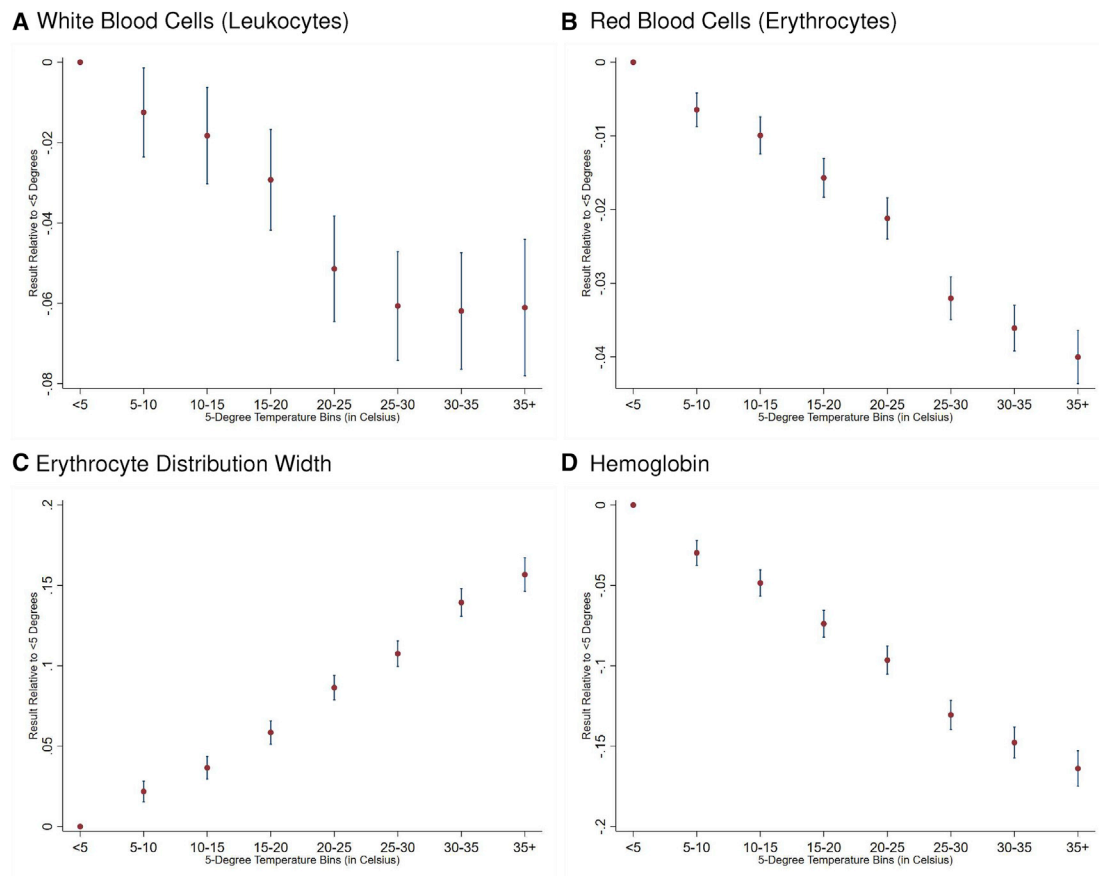 A White Blood Cells (Leukocytes)
0
-.02
-.04
-.06
-.08
Result Relative to <5 Degrees
<5 5-10 10-15 15-20 20-25 25-30 30-35 35+
5-Degree Temperature Bins (in Celsius)
B Red Blood Cells (Erythrocytes)
0
-.01
-.02
-.03
-.04
Result Relative to <5 Degrees
<5 5-10 10-15 15-20 20-25 25-30 30-35 35+
5-Degree Temperature Bins (in Celsius)
C Erythrocyte Distribution Width
.2
.15
.1
.05
0
Result Relative to <5 Degrees
<5 5-10 10-15 15-20 20-25 25-30 30-35 35+
5-Degree Temperature Bins (in Celsius)
D Hemoglobin
0
-.05
-.1
-.15
-.2
Result Relative to <5 Degrees
<5 5-10 10-15 15-20 20-25 25-30 30-35 35+
5-Degree Temperature Bins (in Celsius)